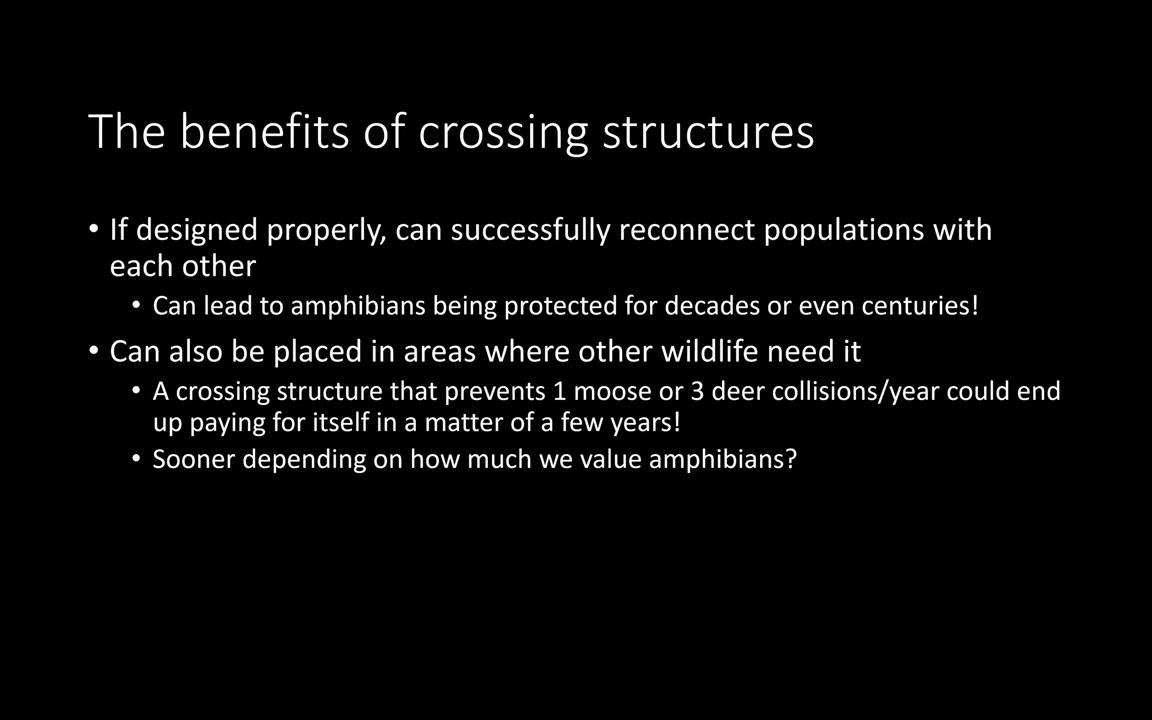 The benefits of crossing structures
• If designed properly, can successfully reconnect populations with
each other
• Can lead to amphibians being protected for decades or even centuries!
• Can also be placed in areas where other wildlife need it
• A crossing structure that prevents 1 moose or 3 deer collisions/year could end
up paying for itself in a matter of a few years!
• Sooner depending on how much we value amphibians?